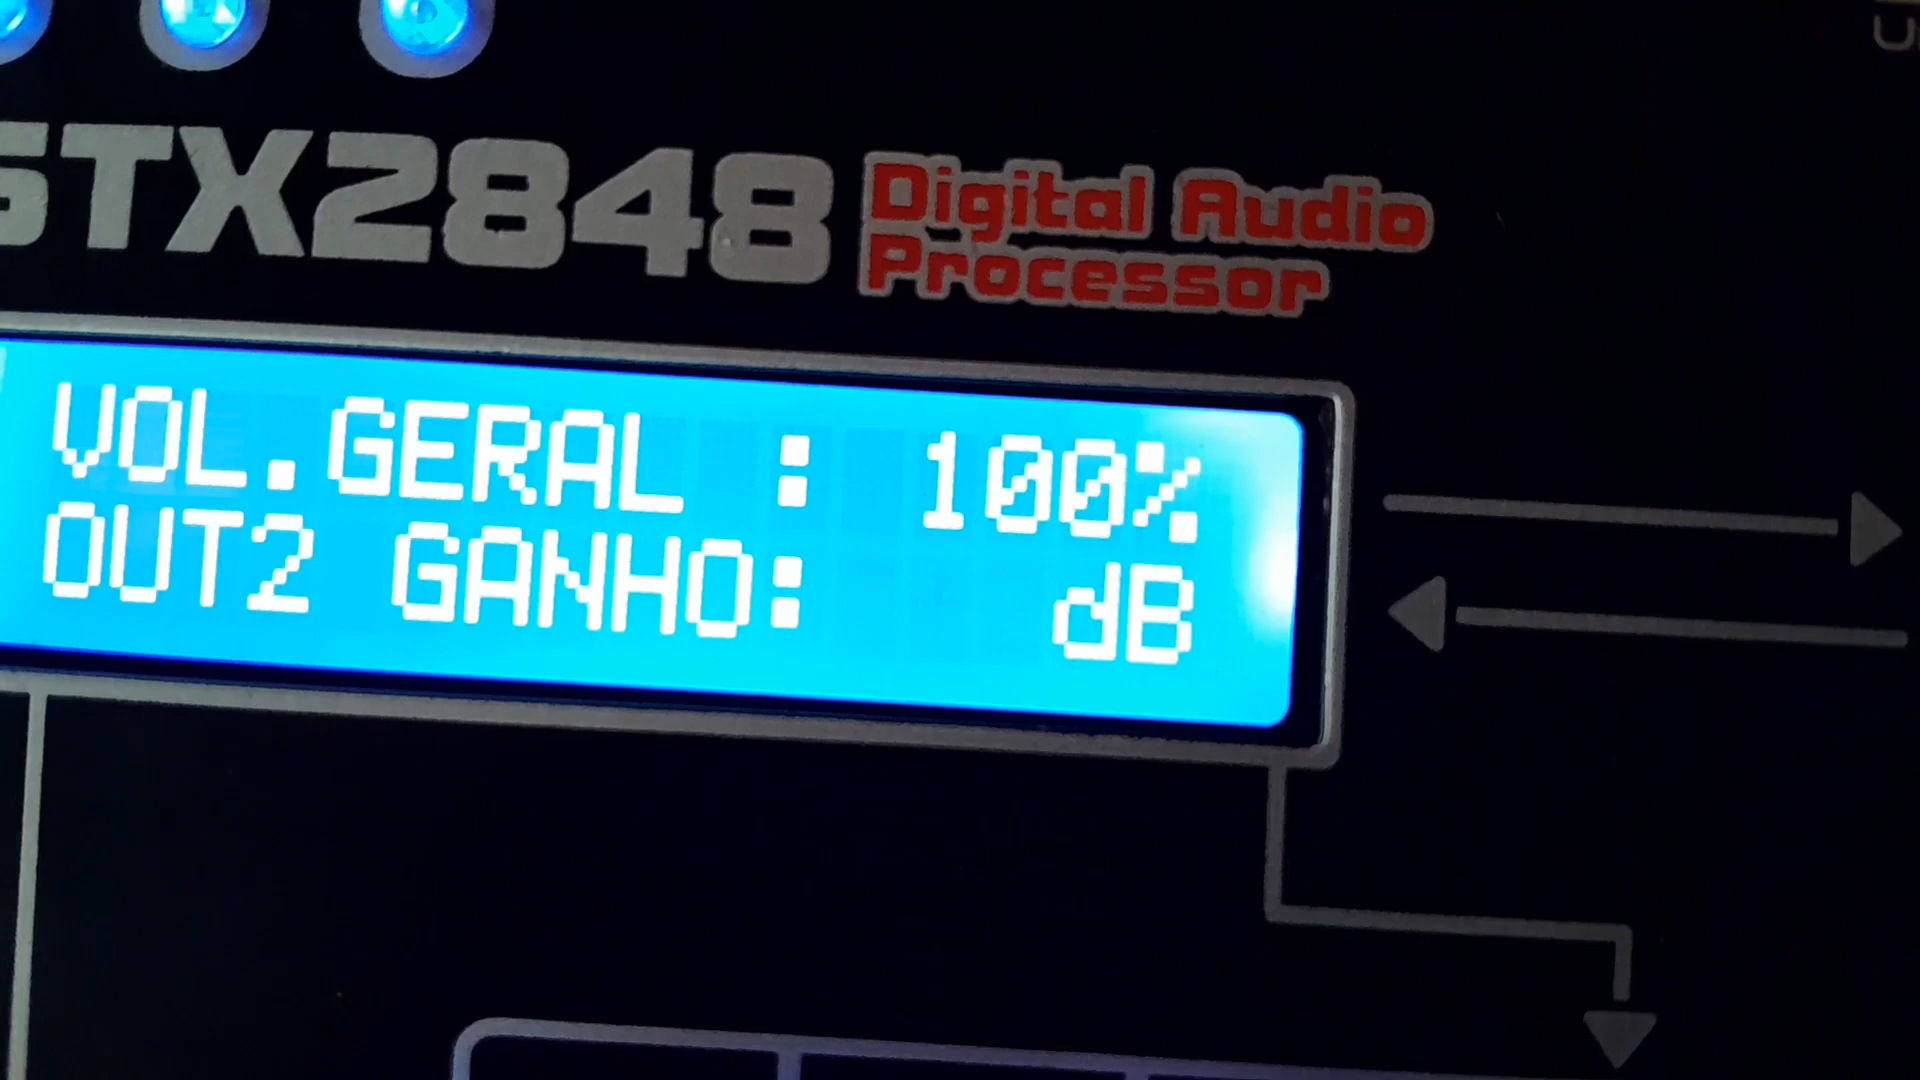 STX2848 Digital Audio
Processor
VOL.GERAL : 100%
OUT2 GANHO: dB